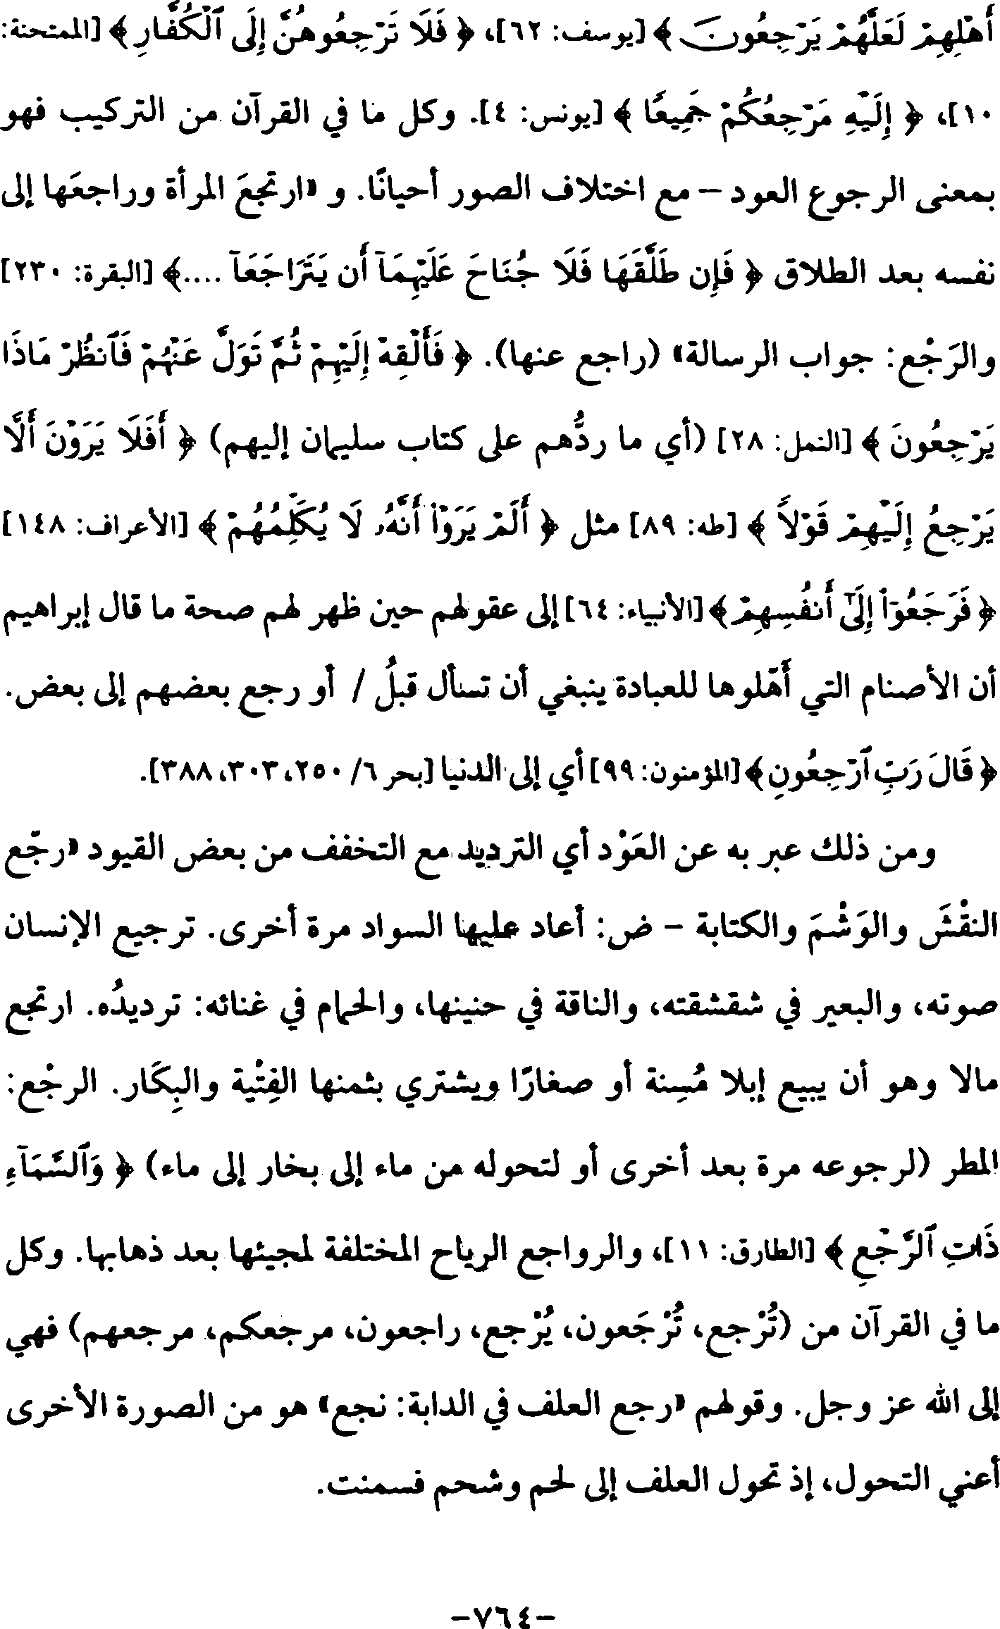 أَهْلِهِمْ لَعَلَّهُمْ يَرْجِعُونَ ﴾ [يوسف: ٦٢]، ﴿ فَلَا تَرْجِعُوهُنَّ إِلَى ٱلْكُفَّارِ ﴾ [الممتحنة:
١٠]، ﴿ إِلَيْهِ مَرْجِعُكُمْ جَمِيعًا ﴾ [يونس: ٤]. وكل ما في القرآن من التركيب فهو
بمعنى الرجوع العود – مع اختلاف الصور أحيانًا. و «ارتجعَ المرأة وراجعَها إلى
نفسه بعد الطلاق ﴿ فَإِن طَلَّقَهَا فَلَا جُنَاحَ عَلَيْهِمَآ أَن يَتَرَاجَعَآ ....﴾ [البقرة: ٢٣٠]
والرَجْع: جواب الرسالة» (راجع عنها). ﴿ فَأَلْقِهْ إِلَيْهِمْ ثُمَّ تَوَلَّ عَنْهُمْ فَٱنظُرْ مَاذَا
يَرْجِعُونَ ﴾ [النمل: ٢٨] (أي ما ردُّهم على كتاب سليمان إليهم) ﴿ أَفَلَا يَرَوْنَ أَلَّا
يَرْجِعُ إِلَيْهِمْ قَوْلًا ﴾ [طه: ٨٩] مثل ﴿ أَلَمْ يَرَوْا۟ أَنَّهُۥ لَا يُكَلِّمُهُمْ ﴾ [الأعراف: ١٤٨]
﴿ فَرَجَعُوٓا۟ إِلَىٰٓ أَنفُسِهِمْ ﴾ [الأنبياء: ٦٤] إلى عقولهم حين ظهر لهم صحة ما قال إبراهيم
أن الأصنام التي أَهّلوها للعبادة ينبغي أن تسأل قبلُ / أو رجع بعضهم إلى بعض.
﴿ قَالَ رَبِّ ٱرْجِعُونِ ﴾ [المؤمنون: ٩٩] أي إلى الدنيا [بحر ٦/ ٢٥٠، ٣٠٣، ٣٨٨].
ومن ذلك عبر به عن العَوْد أي الترديد مع التخفف من بعض القيود «رجّع
النقْشَ والوَشْمَ والكتابة – ض: أعاد عليها السواد مرة أخرى. ترجيع الإنسان
صوته، والبعير في شقشقته، والناقة في حنينها، والحمام في غنائه: ترديدُه. ارتجع
مالا وهو أن يبيع إبلا مُسِنة أو صغارًا ويشتري بثمنها الفِتْية والبِكَار. الرجْع:
المطر (لرجوعه مرة بعد أخرى أو لتحوله من ماء إلى بخار إلى ماء) ﴿ وَٱلسَّمَآءِ
ذَاتِ ٱلرَّجْعِ ﴾ [الطارق: ١١]، والرواجع الرياح المختلفة لمجيئها بعد ذهابها. وكل
ما في القرآن من (تُرْجع، تُرْجَعون، يُرْجع، راجعون، مرجعكم، مرجعهم) فهي
إلى الله عز وجل. وقولهم «رجع العلف في الدابة: نجع» هو من الصورة الأخرى
أعني التحول، إذ تحول العلف إلى لحم وشحم فسمنت.
-٧٦٤-